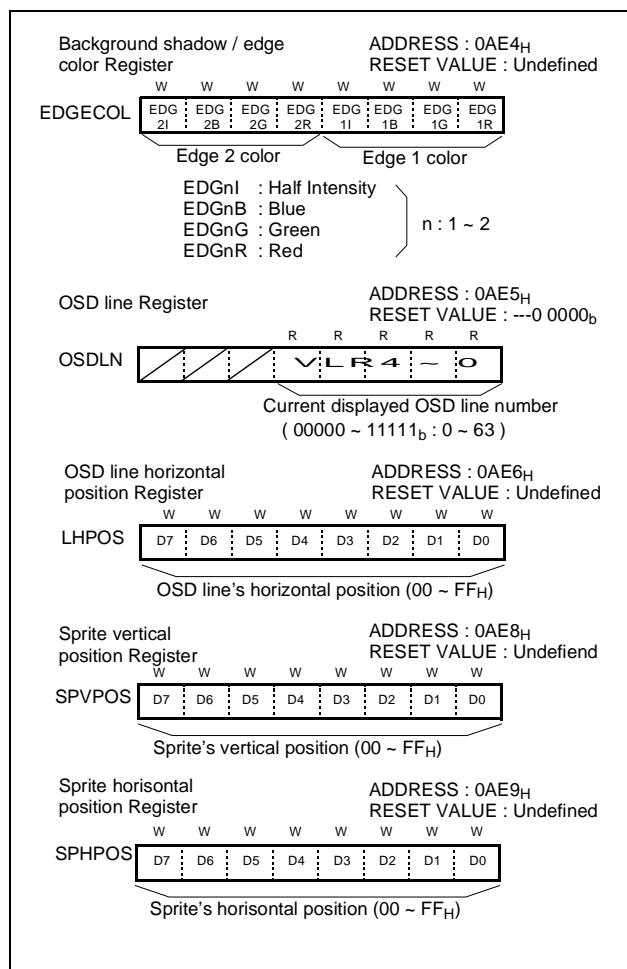 Background shadow / edge
color Register
ADDRESS : 0AE4H
RESET VALUE : Undefined
W W W W W W W W
EDGECOL
EDG 2I EDG 2B EDG 2G EDG 2R EDG 1I EDG 1B EDG 1G EDG 1R
Edge 2 color Edge 1 color
EDGnI : Half Intensity
EDGnB : Blue
EDGnG : Green
EDGnR : Red
n : 1 ~ 2
OSD line Register
ADDRESS : 0AE5H
RESET VALUE : ---0 0000b
R R R R R
OSDLN VLR4~0
Current displayed OSD line number
( 00000 ~ 11111b : 0 ~ 63 )
OSD line horizontal
position Register
ADDRESS : 0AE6H
RESET VALUE : Undefined
W W W W W W W W
LHPOS D7 D6 D5 D4 D3 D2 D1 D0
OSD line's horizontal position (00 ~ FFH)
Sprite vertical
position Register
ADDRESS : 0AE8H
RESET VALUE : Undefiend
W W W W W W W W
SPVPOS D7 D6 D5 D4 D3 D2 D1 D0
Sprite's vertical position (00 ~ FFH)
Sprite horisontal
position Register
ADDRESS : 0AE9H
RESET VALUE : Undefined
W W W W W W W W
SPHPOS D7 D6 D5 D4 D3 D2 D1 D0
Sprite's horisontal position (00 ~ FFH)